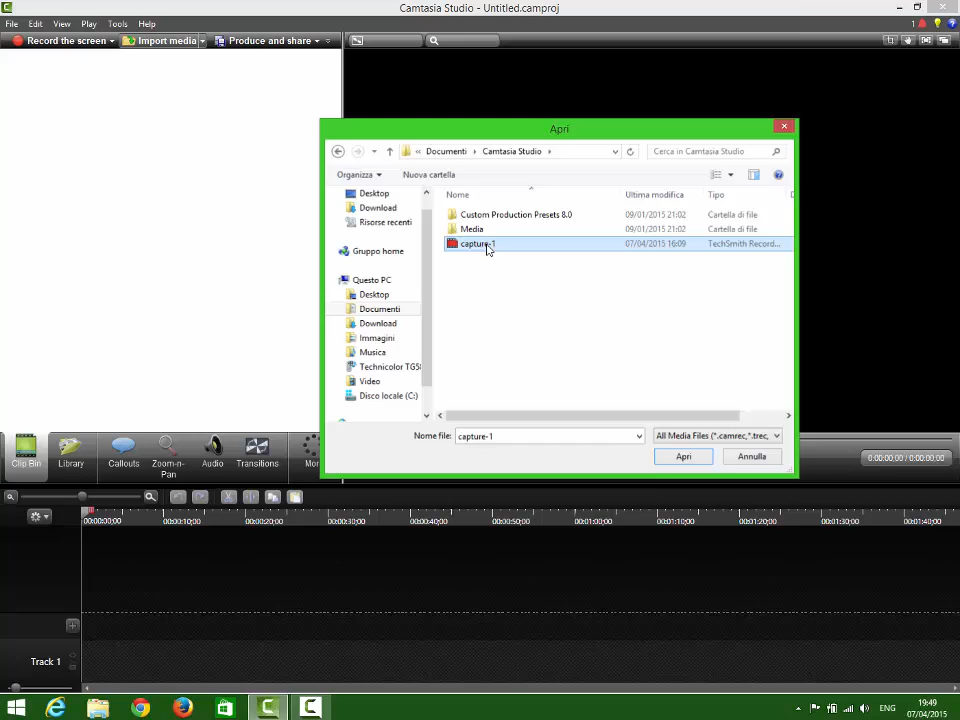 Camtasia Studio - Untitled.camproj
File Edit View Play Tools Help
1
Record the screen Import media Produce and share »
Apri
« Documenti Camtasia Studio
Cerca in Camtasia Studio
Organizza Nuova cartella
Nome Ultima modifica Tipo
Desktop
Download
Risorse recenti
Gruppo home
Questo PC
Desktop
Documenti
Download
Immagini
Musica
Technicolor TG5
Video
Disco locale (C:)
Custom Production Presets 8.0 09/01/2015 21:02 Cartella di file
Media 09/01/2015 21:02 Cartella di file
capture-1 07/04/2015 16:09 TechSmith Record...
Nome file: capture-1 All Media Files (*.camrec,*.trec,
Apri Annulla
Clip Bin Library Callouts Zoom-n-Pan Audio Transitions Mor
0:00:00;00 / 0:00:00;00
00:00:00;00 00:00:10;00 00:00:20;00 00:00:30;00 00:00:40;00 00:00:50;00 00:01:00;00 00:01:10;00 00:01:20;00 00:01:30;00 00:01:40;00
Track 1
ENG
19:49
07/04/2015